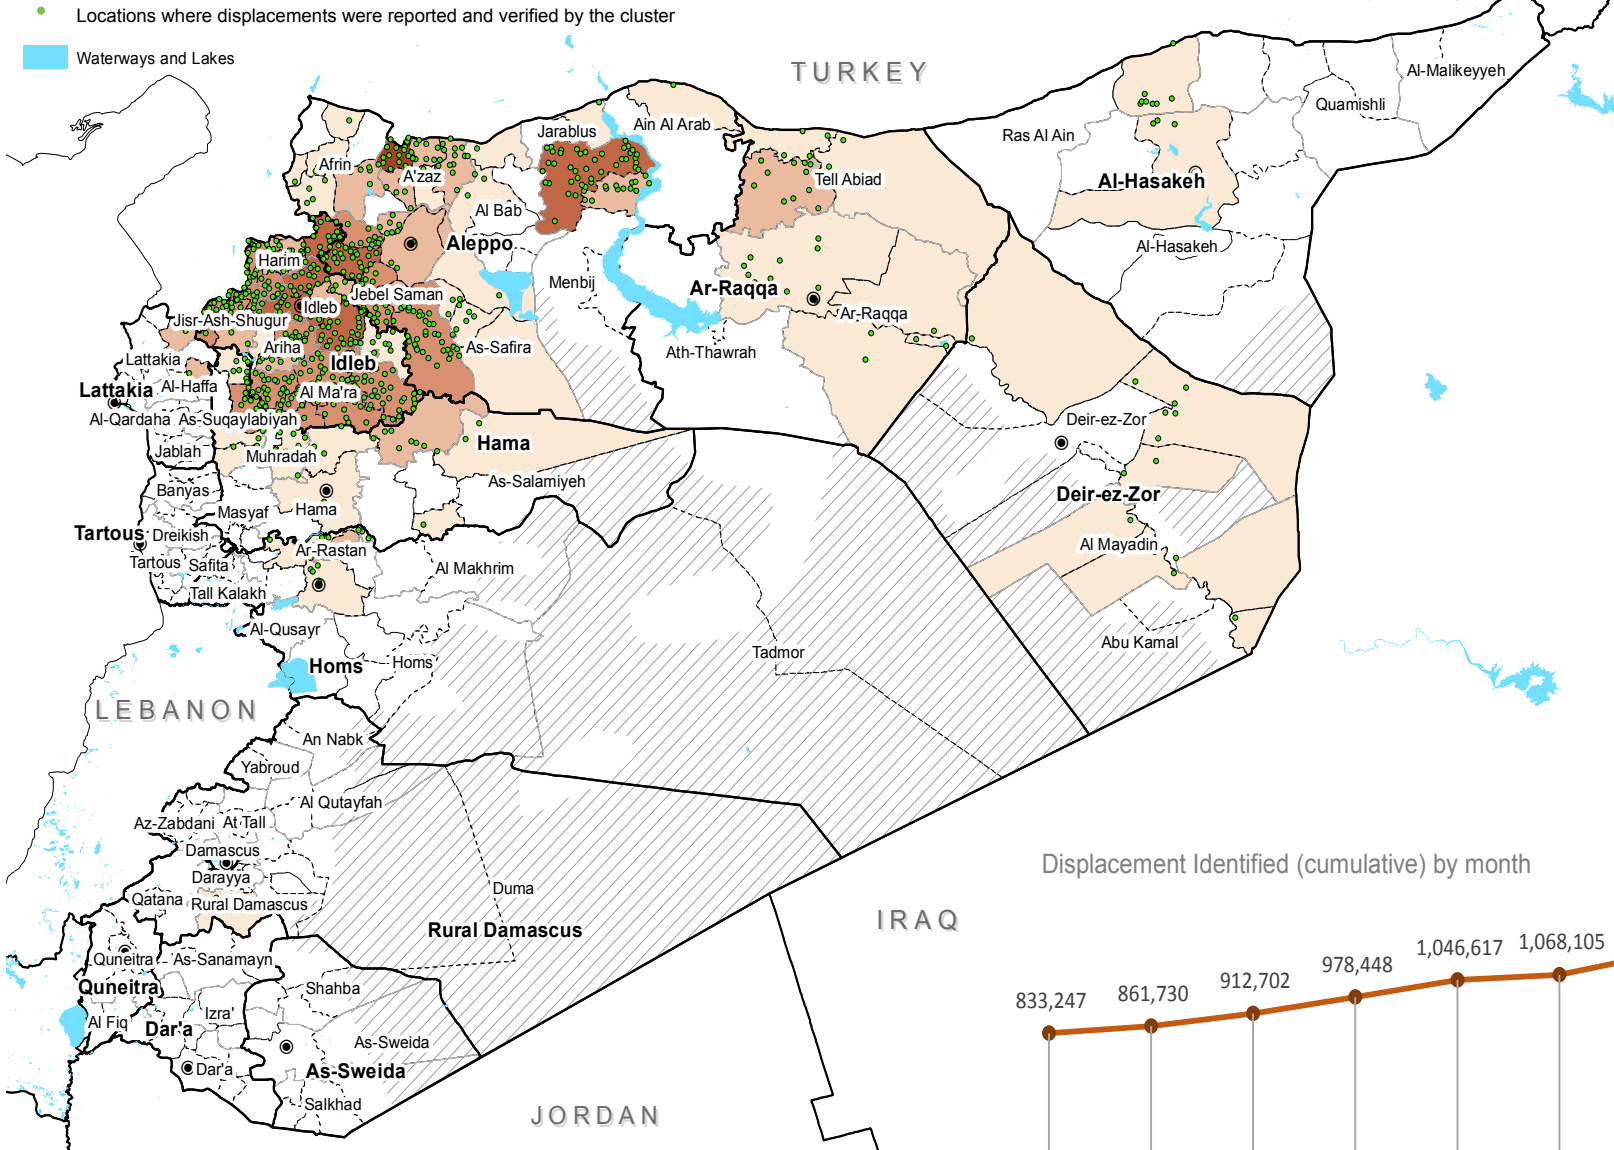 Locations where displacements were reported and verified by the cluster
Waterways and Lakes
TURKEY
Al-Malikeyyeh
Quamishli
Ras Al Ain
Jarablus
Ain Al Arab
Afrin
A'zaz
Tell Abiad
Al-Hasakeh
Al Bab
Aleppo
Al-Hasakeh
Harim
Menbij
Ar-Raqqa
Jebel Saman
Idleb
Jisr-Ash-Shugur
Ar-Raqqa
Ariha
As-Safira
Ath-Thawrah
Lattakia
Idleb
Lattakia
Al-Haffa
Al Ma'ra
Al-Qardaha
As-Suqaylabiyah
Deir-ez-Zor
Jablah
Muhradah
Hama
Banyas
As-Salamiyeh
Deir-ez-Zor
Masyaf
Hama
Tartous
Dreikish
Ar-Rastan
Al Mayadin
Tartous
Safita
Al Makhrim
Tall Kalakh
Al-Qusayr
Abu Kamal
Homs
Homs
Tadmor
LEBANON
An Nabk
Yabroud
Al Qutayfah
Az-Zabdani
At Tall
Damascus
Darayya
Duma
Qatana
Rural Damascus
Rural Damascus
IRAQ
Quneitra
As-Sanamayn
Quneitra
Shahba
Al Fiq
Dar'a
Izra'
As-Sweida
Dar'a
As-Sweida
Salkhad
JORDAN
Displacement Identified (cumulative) by month
833,247
861,730
912,702
978,448
1,046,617
1,068,105